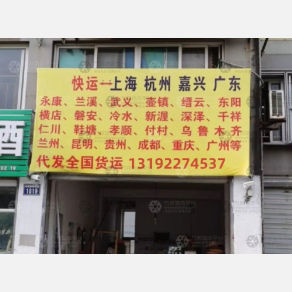 快运—上海 杭州 嘉兴 广东
永康、兰溪、武义、壶镇、缙云、东阳
横店、磐安、冷水、新渥、深泽、千祥
仁川、鞋塘、孝顺、付村、乌鲁木齐
兰州、昆明、贵州、成都、重庆、广州等
代发全国货运 13192274537
酒